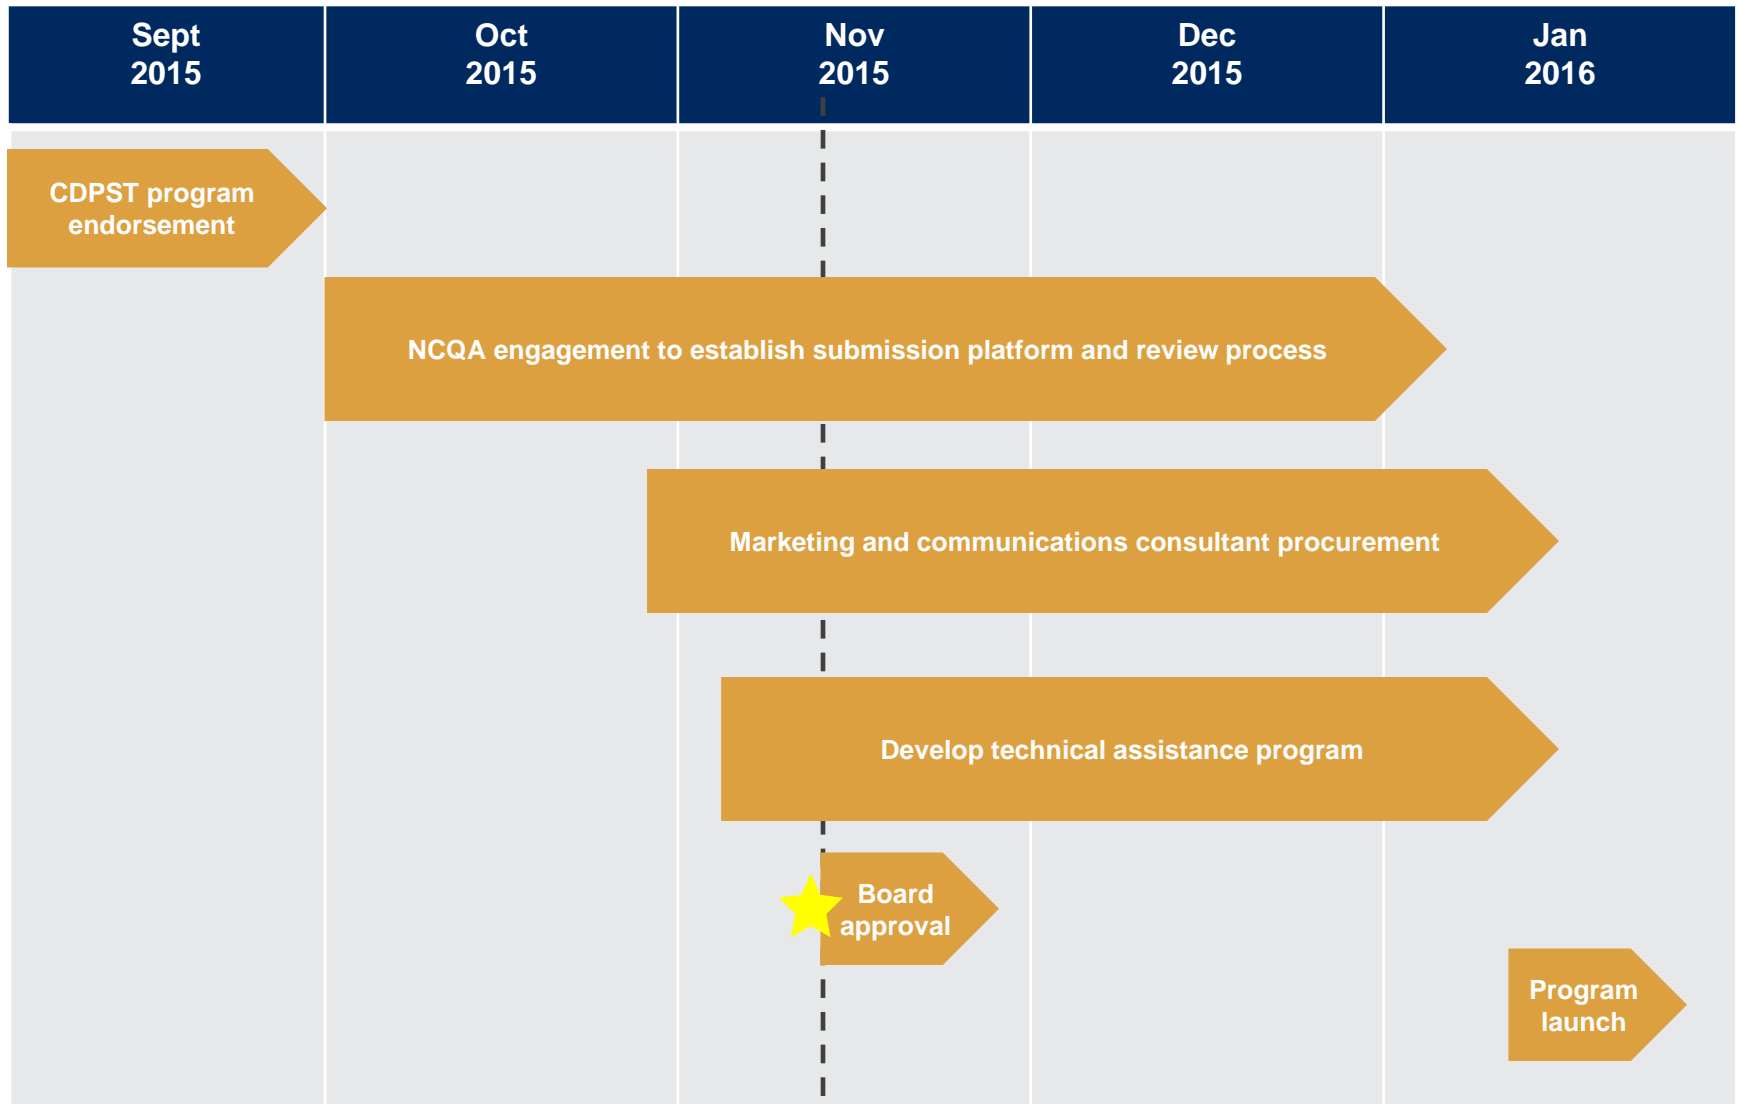 Sept
2015
Oct
2015
Nov
2015
Dec
2015
Jan
2016
CDPST program
endorsement
NCQA engagement to establish submission platform and review process
Marketing and communications consultant procurement
Develop technical assistance program
Board
approval
Program
launch